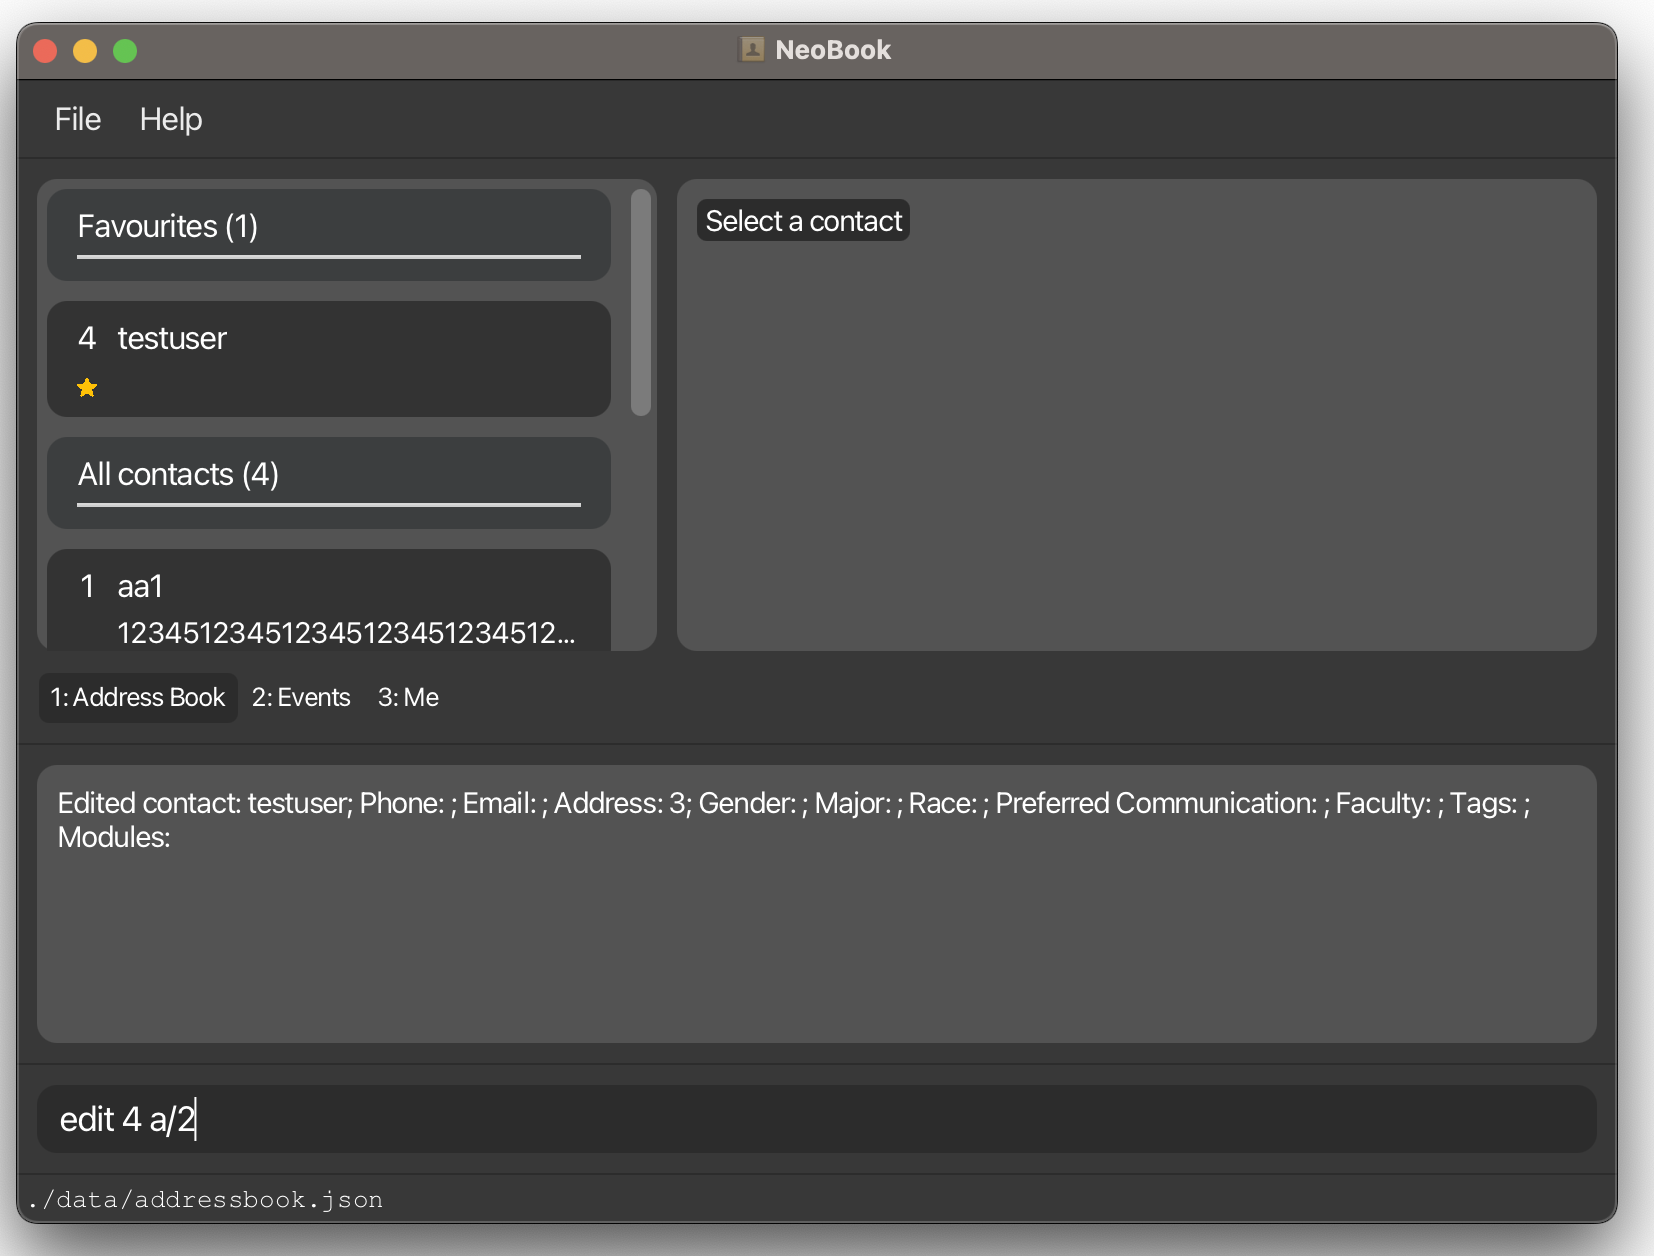 NeoBook
File Help
Favourites (1)
4 testuser
All contacts (4)
1 aa1
123451234512345123451234512...
Select a contact
1: Address Book 2: Events 3: Me
Edited contact: testuser; Phone: ; Email: ; Address: 3; Gender: ; Major: ; Race: ; Preferred Communication: ; Faculty: ; Tags: ;
Modules:
edit 4 a/2
./data/addressbook.json